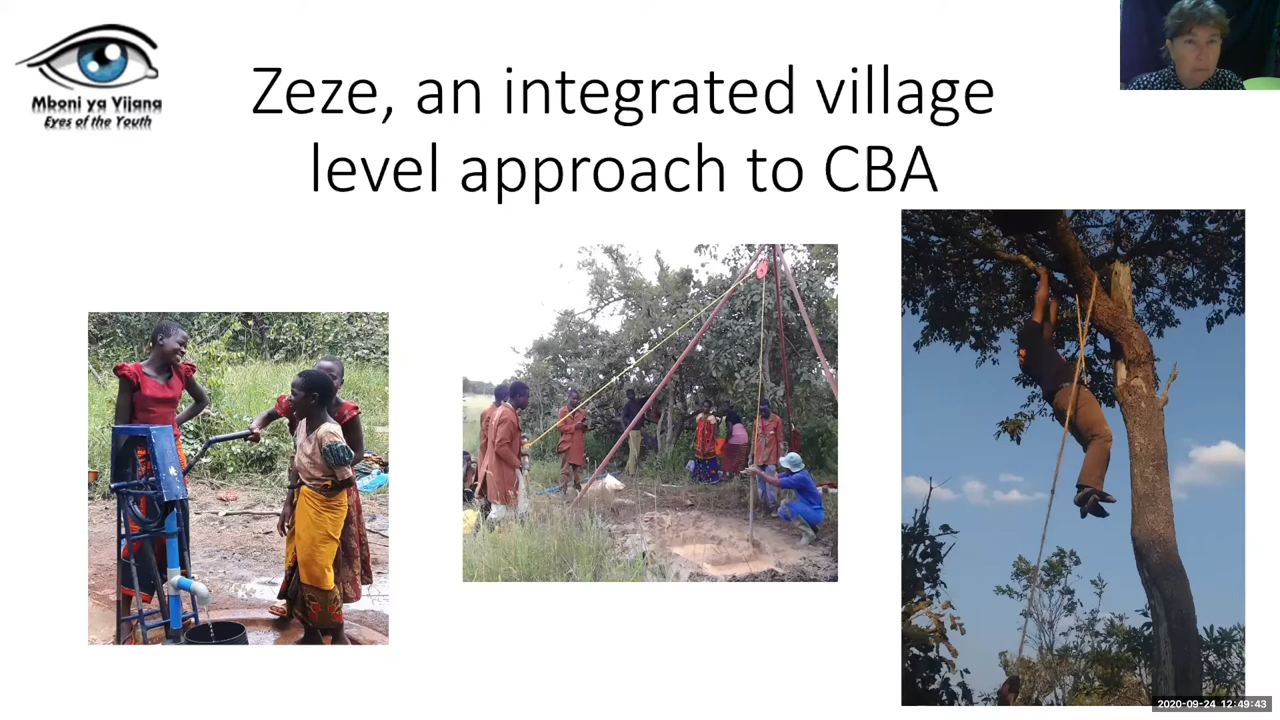 Mboni ya Vijana
Eyes of the Youth
Zeze, an integrated village
level approach to CBA
2020-09-24 12:49:43